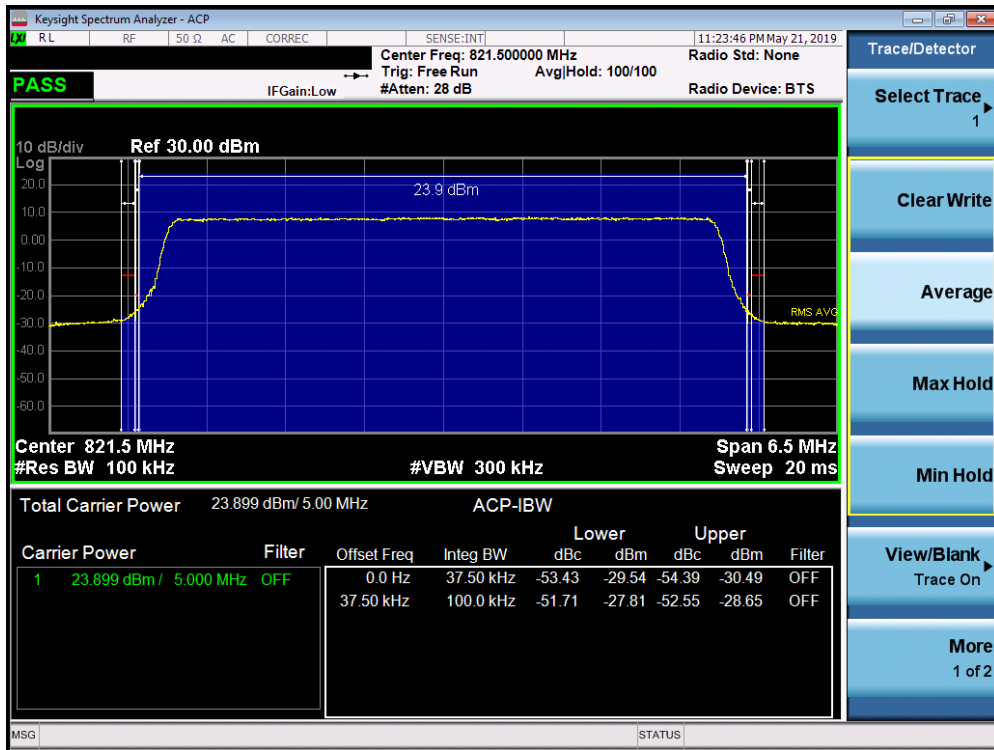 Keysight Spectrum Analyzer - ACP
LXI RL RF 50 Ω AC CORREC SENSE:INT 11:23:46 PM May 21, 2019
Center Freq: 821.500000 MHz Radio Std: None
Trig: Free Run Avg|Hold: 100/100
PASS IFGain:Low #Atten: 28 dB Radio Device: BTS
10 dB/div Ref 30.00 dBm
Log
20.0
23.9 dBm
10.0
0.00
-10.0
-20.0
RMS AVG
-30.0
-40.0
-50.0
-60.0
Center 821.5 MHz Span 6.5 MHz
#Res BW 100 kHz #VBW 300 kHz Sweep 20 ms
Total Carrier Power 23.899 dBm/ 5.00 MHz ACP-IBW
Lower Upper
Carrier Power Filter Offset Freq Integ BW dBc dBm dBc dBm Filter
1 23.899 dBm / 5.000 MHz OFF 0.0 Hz 37.50 kHz -53.43 -29.54 -54.39 -30.49 OFF
37.50 kHz 100.0 kHz -51.71 -27.81 -52.55 -28.65 OFF
MSG STATUS
Trace/Detector
Select Trace
1
Clear Write
Average
Max Hold
Min Hold
View/Blank
Trace On
More
1 of 2